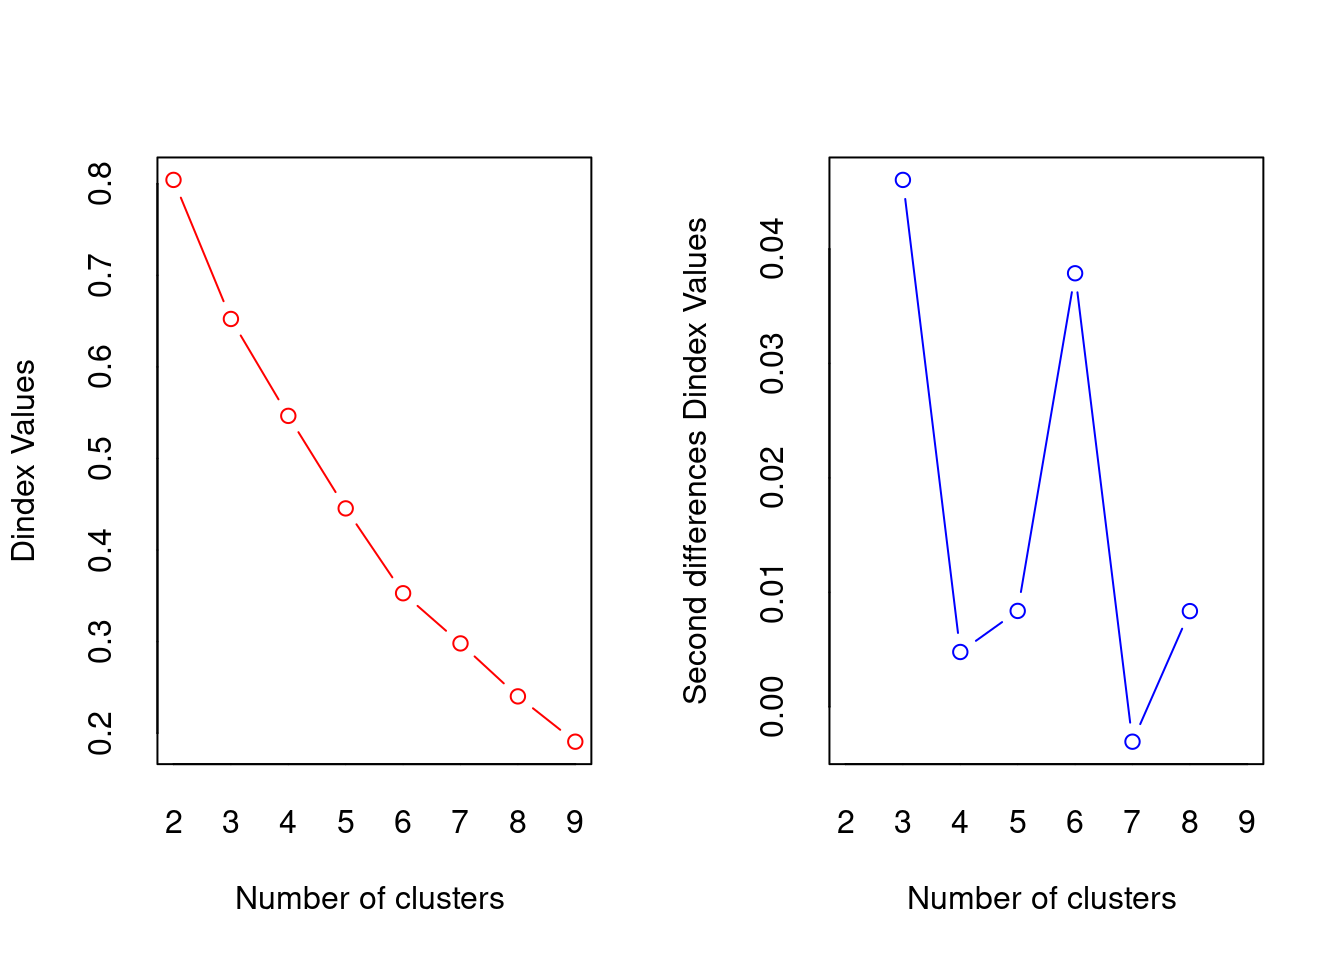 Dindex Values
0.8
0.7
0.6
0.5
0.4
0.3
0.2
2 3 4 5 6 7 8 9
Number of clusters
Second differences Dindex Values
0.04
0.03
0.02
0.01
0.00
2 3 4 5 6 7 8 9
Number of clusters